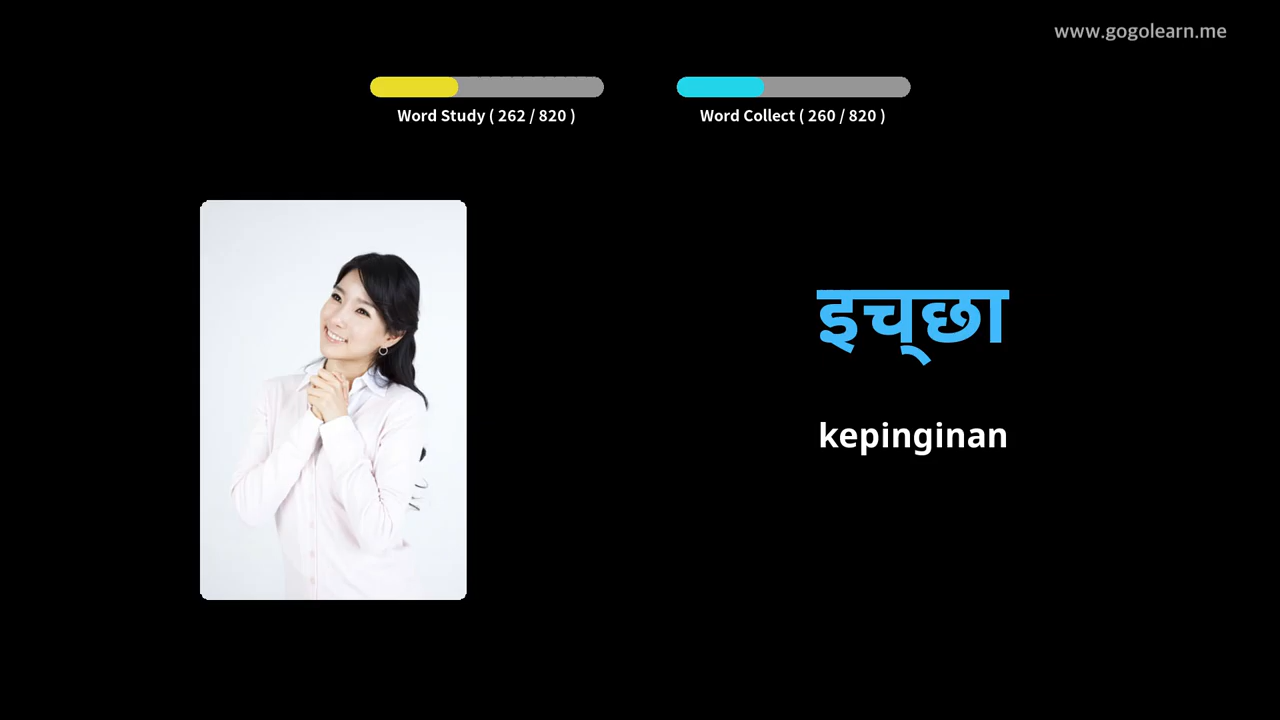 www.gogolearn.me
Word Study ( 262 / 820 )
Word Collect ( 260 / 820 )
इच्छा
kepinginan